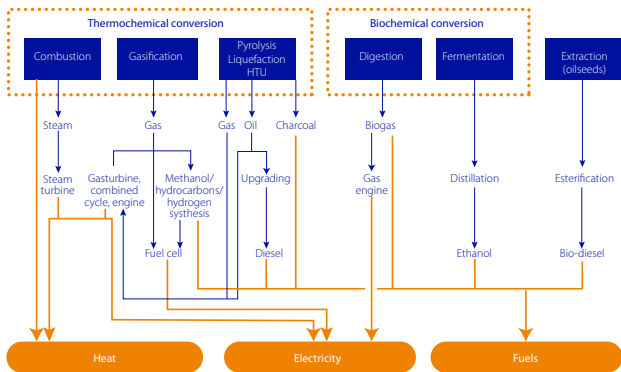 Thermochemical conversion
Biochemical conversion
Combustion
Gasification
Pyrolysis
Liquefaction
HTU
Digestion
Fermentation
Extraction
(oilseeds)
Steam
Gas
Gas
Oil
Charcoal
Biogas
Steam
turbine
Gasturbine,
combined
cycle, engine
Methanol/
hydrocarbons/
hydrogen
systhesis
Upgrading
Gas
engine
Distillation
Esterification
Fuel cell
Diesel
Ethanol
Bio-diesel
Heat
Electricity
Fuels